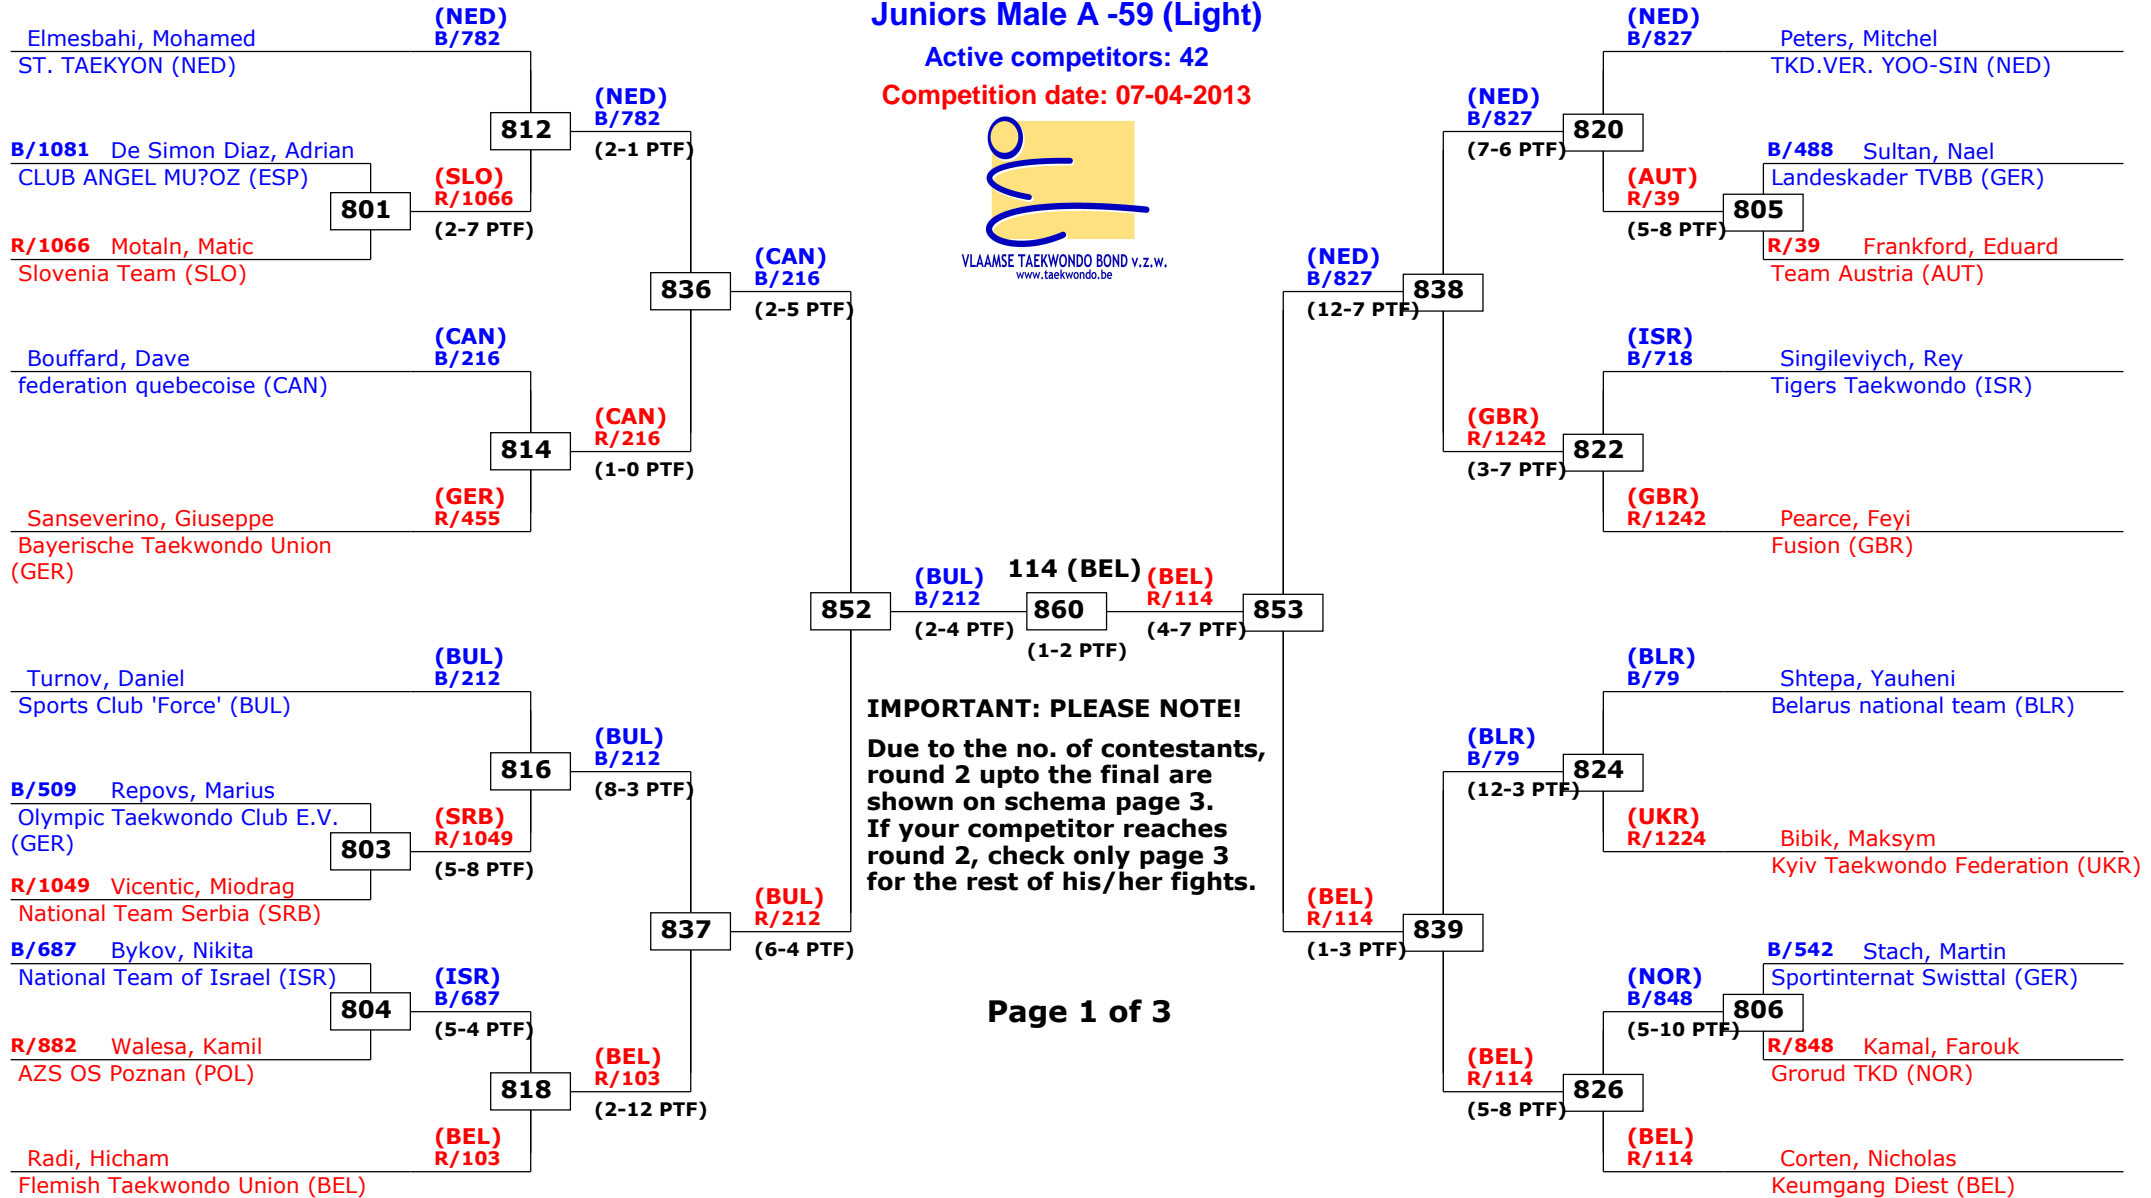 Juniors Male A -59 (Light)
Active competitors: 42
Competition date: 07-04-2013
VLAAMSE TAEKWONDO BOND v.z.w.
www.taekwondo.be
Elmesbahi, Mohamed
ST. TAEKYON (NED)
(NED)
B/782
B/1081 De Simon Diaz, Adrian
CLUB ANGEL MU?OZ (ESP)
801
R/1066 Motaln, Matic
Slovenia Team (SLO)
(SLO)
R/1066
(2-7 PTF)
812
(NED)
B/782
(2-1 PTF)
Bouffard, Dave
federation quebecoise (CAN)
(CAN)
B/216
814
Sanseverino, Giuseppe
Bayerische Taekwondo Union
(GER)
(GER)
R/455
(CAN)
R/216
(1-0 PTF)
836
(CAN)
B/216
(2-5 PTF)
Turnov, Daniel
Sports Club 'Force' (BUL)
(BUL)
B/212
B/509 Repovs, Marius
Olympic Taekwondo Club E.V.
(GER)
803
R/1049 Vicentic, Miodrag
National Team Serbia (SRB)
(SRB)
R/1049
(5-8 PTF)
816
(BUL)
B/212
(8-3 PTF)
B/687 Bykov, Nikita
National Team of Israel (ISR)
804
R/882 Walesa, Kamil
AZS OS Poznan (POL)
(ISR)
B/687
(5-4 PTF)
818
Radi, Hicham
Flemish Taekwondo Union (BEL)
(BEL)
R/103
(BEL)
R/103
(2-12 PTF)
837
(BUL)
R/212
(6-4 PTF)
852
(BUL)
B/212
(2-4 PTF)
114 (BEL)
860
(1-2 PTF)
(BEL)
R/114
(4-7 PTF)
853
IMPORTANT: PLEASE NOTE!
Due to the no. of contestants,
round 2 upto the final are
shown on schema page 3.
If your competitor reaches
round 2, check only page 3
for the rest of his/her fights.
Page 1 of 3
(NED)
B/827
Peters, Mitchel
TKD.VER. YOO-SIN (NED)
(NED)
B/827
(7-6 PTF)
820
B/488 Sultan, Nael
Landeskader TVBB (GER)
(AUT)
R/39
(5-8 PTF)
805
R/39 Frankford, Eduard
Team Austria (AUT)
(NED)
B/827
(12-7 PTF)
838
(ISR)
B/718
Singileviych, Rey
Tigers Taekwondo (ISR)
(GBR)
R/1242
(3-7 PTF)
822
(GBR)
R/1242
Pearce, Feyi
Fusion (GBR)
(BLR)
B/79
Shtepa, Yauheni
Belarus national team (BLR)
(BLR)
B/79
(12-3 PTF)
824
(UKR)
R/1224
Bibik, Maksym
Kyiv Taekwondo Federation (UKR)
(BEL)
R/114
(1-3 PTF)
839
B/542 Stach, Martin
Sportinternat Swisttal (GER)
(NOR)
B/848
(5-10 PTF)
806
R/848 Kamal, Farouk
Grorud TKD (NOR)
(BEL)
R/114
(5-8 PTF)
826
(BEL)
R/114
Corten, Nicholas
Keumgang Diest (BEL)